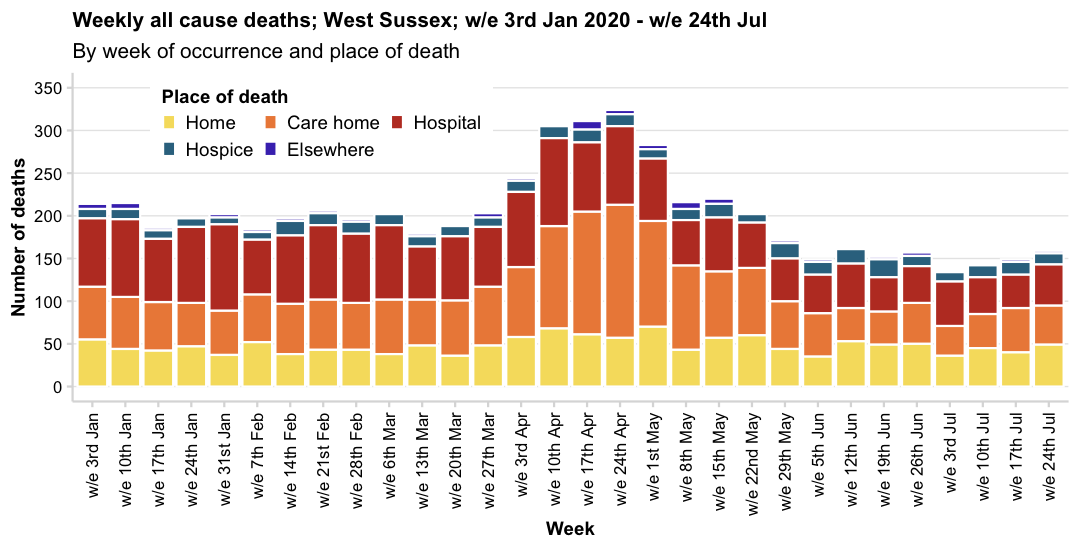 Weekly all cause deaths; West Sussex; w/e 3rd Jan 2020 - w/e 24th Jul
By week of occurrence and place of death
Place of death
Home Care home Hospital
Hospice Elsewhere
Number of deaths
350
300
250
200
150
100
50
0
w/e 3rd Jan
w/e 10th Jan
w/e 17th Jan
w/e 24th Jan
w/e 31st Jan
w/e 7th Feb
w/e 14th Feb
w/e 21st Feb
w/e 28th Feb
w/e 6th Mar
w/e 13th Mar
w/e 20th Mar
w/e 27th Mar
w/e 3rd Apr
w/e 10th Apr
w/e 17th Apr
w/e 24th Apr
w/e 1st May
w/e 8th May
w/e 15th May
w/e 22nd May
w/e 29th May
w/e 5th Jun
w/e 12th Jun
w/e 19th Jun
w/e 26th Jun
w/e 3rd Jul
w/e 10th Jul
w/e 17th Jul
w/e 24th Jul
Week